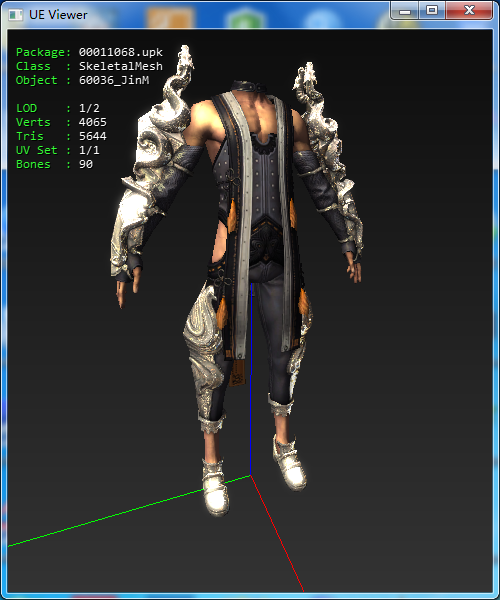 UE Viewer
Package: 00011068.upk
Class : SkeletalMesh
Object : 60036_JinM
LOD : 1/2
Verts : 4065
Tris : 5644
UV Set : 1/1
Bones : 90